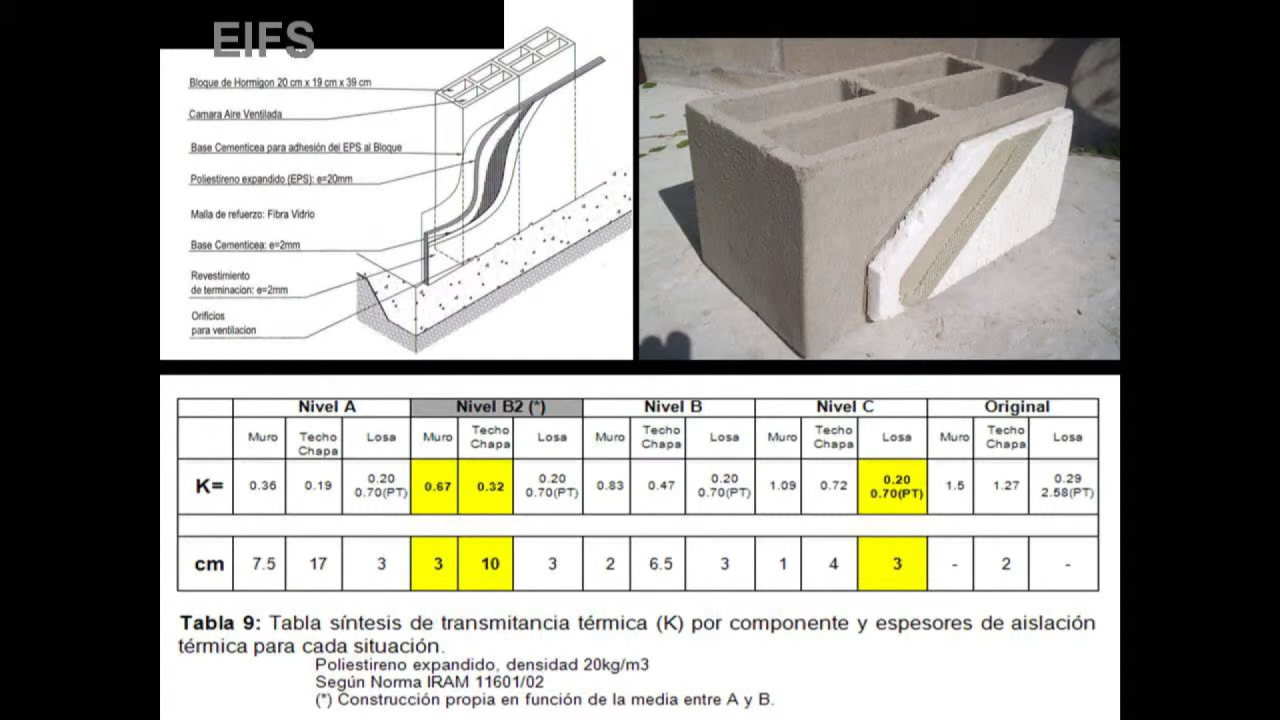 EIFS
Bloque de Hormigon 20 cm x 19 cm x 39 cm
Camara Aire Ventilada
Base Cementicea para adhesión del EPS al Bloque
Poliestireno expandido (EPS): e=20mm
Malla de refuerzo: Fibra Vidrio
Base Cementicea: e=2mm
Revestimiento
de terminacion: e=2mm
Orificios
para ventilacion
Nivel A Nivel B2 (*) Nivel B Nivel C Original
Muro Techo Chapa Losa Muro Techo Chapa Losa Muro Techo Chapa Losa Muro Techo Chapa Losa Muro Techo Chapa Losa
K= 0.36 0.19 0.20 0.70(PT) 0.67 0.32 0.20 0.70(PT) 0.83 0.47 0.20 0.70(PT) 1.09 0.72 0.20 0.70(PT) 1.5 1.27 0.29 2.58(PT)
cm 7.5 17 3 3 10 3 2 6.5 3 1 4 3 - 2 -
Tabla 9: Tabla síntesis de transmitancia térmica (K) por componente y espesores de aislación
térmica para cada situación.
Poliestireno expandido, densidad 20kg/m3
Según Norma IRAM 11601/02
(*) Construcción propia en función de la media entre A y B.